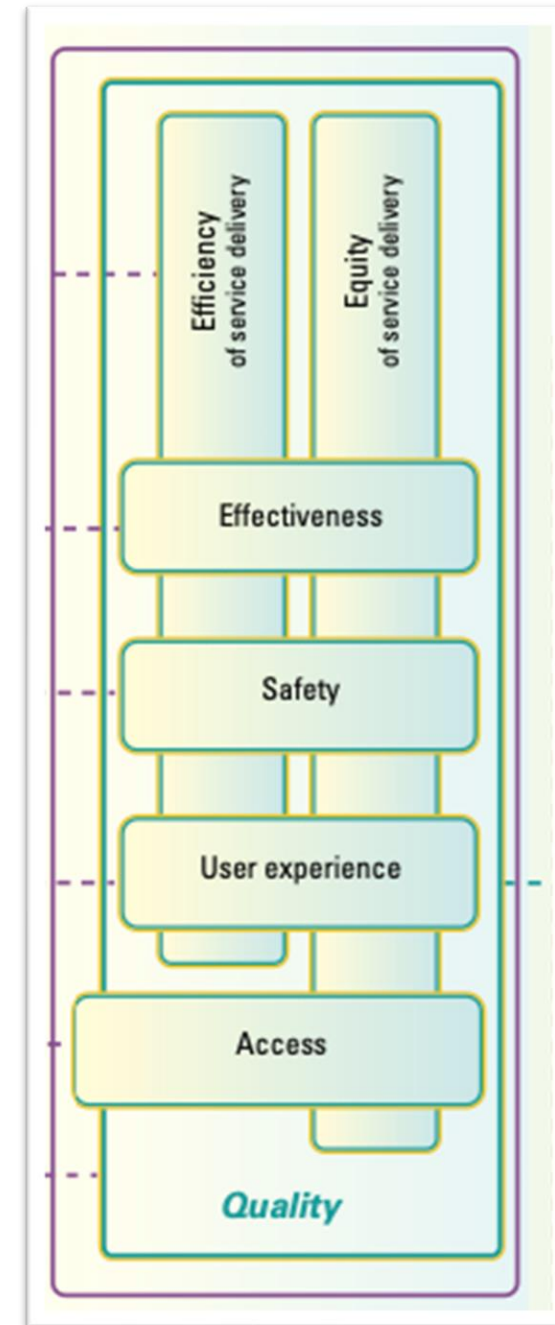 Efficiency
of service delivery
Equity
of service delivery
Effectiveness
Safety
User experience
Access
Quality